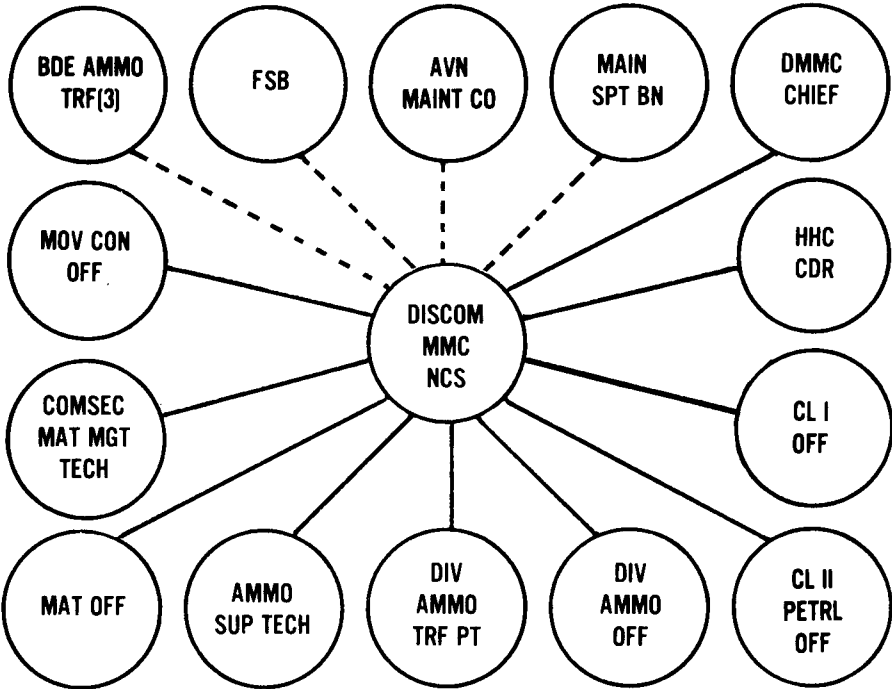 BDE AMMO
TRF(3)
FSB
AVN
MAINT CO
MAIN
SPT BN
DMMC
CHIEF
MOV CON
OFF
HHC
CDR
DISCOM
MMC
NCS
COMSEC
MAT MGT
TECH
CL I
OFF
MAT OFF
AMMO
SUP TECH
DIV
AMMO
TRF PT
DIV
AMMO
OFF
CL II
PETRL
OFF